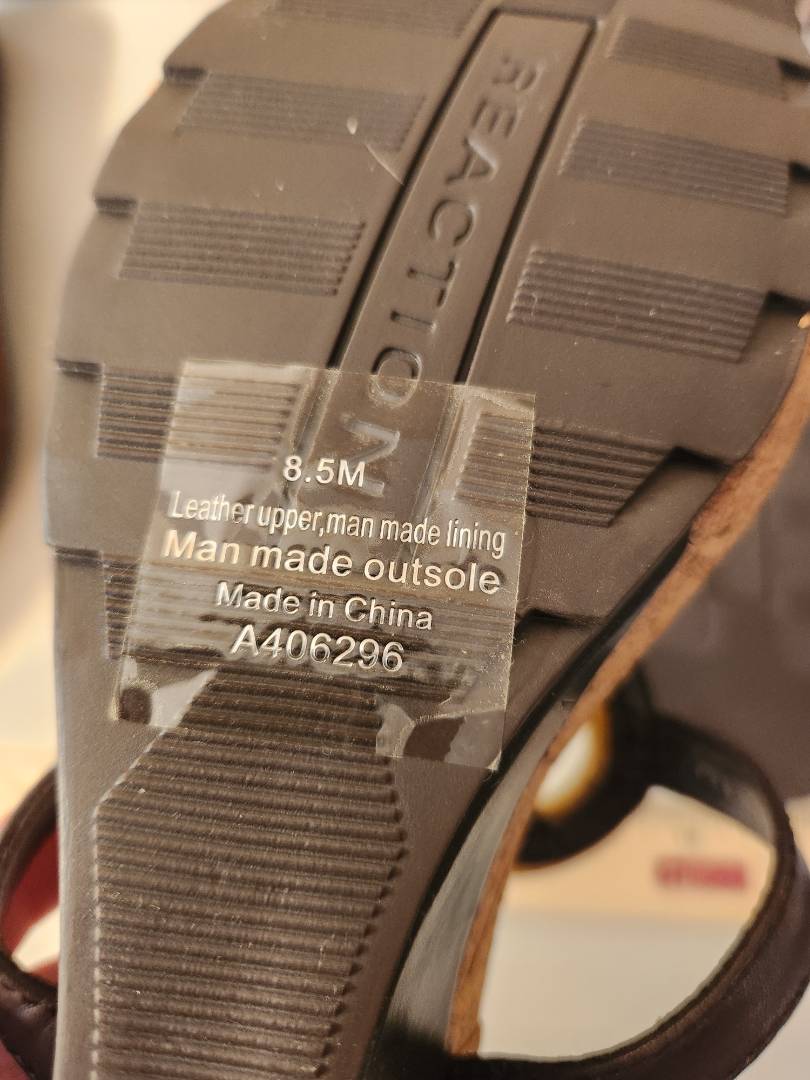 REACTION
8.5M
Leather upper,man made lining
Man made outsole
Made in China
A406296